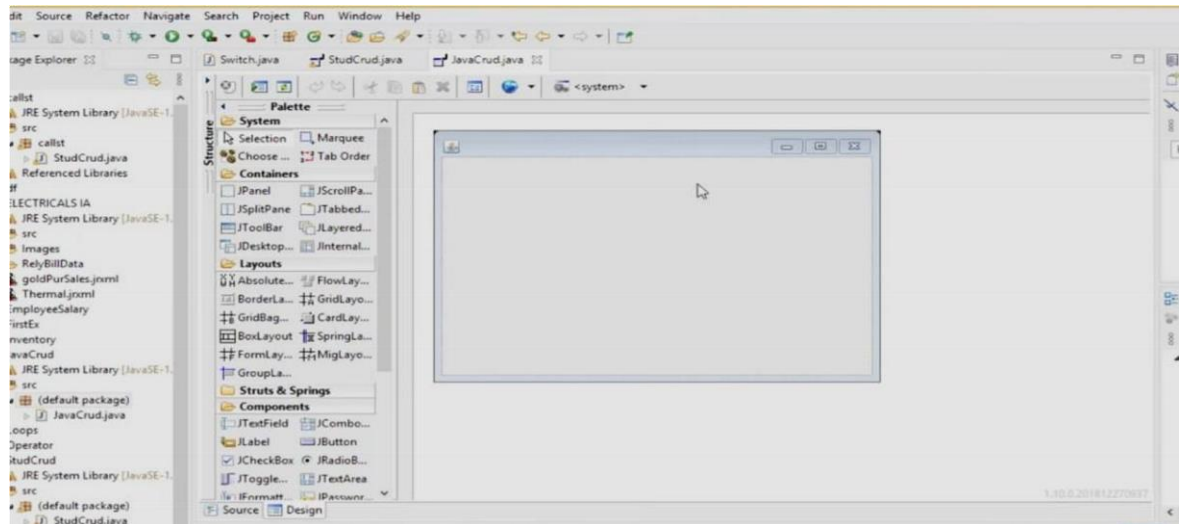 dit Source Refactor Navigate Search Project Run Window Help
cage Explorer
Switch.java StudCrud.java JavaCrud.java
<system>
Structure
Palette
System
Selection Marquee
Choose ... Tab Order
Containers
JPanel JScrollPa...
JSplitPane JTabbed...
JToolBar JLayered...
JDesktop... JInternal...
Layouts
Absolute... FlowLay...
BorderLa... GridLayo...
GridBag... CardLay...
BoxLayout SpringLa...
FormLay... MigLayo...
GroupLa...
Struts & Springs
Components
JTextField JCombo...
JLabel JButton
JCheckBox JRadioB...
JToggle... JTextArea
JFormatt... JPasswor...
Source Design
callst
JRE System Library [JavaSE-1.
src
callst
StudCrud.java
Referenced Libraries
df
ELECTRICALS IA
JRE System Library [JavaSE-1.
src
Images
RelyBillData
goldPurSales.jrxml
Thermal.jrxml
EmployeeSalary
FirstEx
nventory
avaCrud
JRE System Library [JavaSE-1.
src
(default package)
JavaCrud.java
oops
Operator
StudCrud
JRE System Library [JavaSE-1.
src
(default package)
StudCrud.java